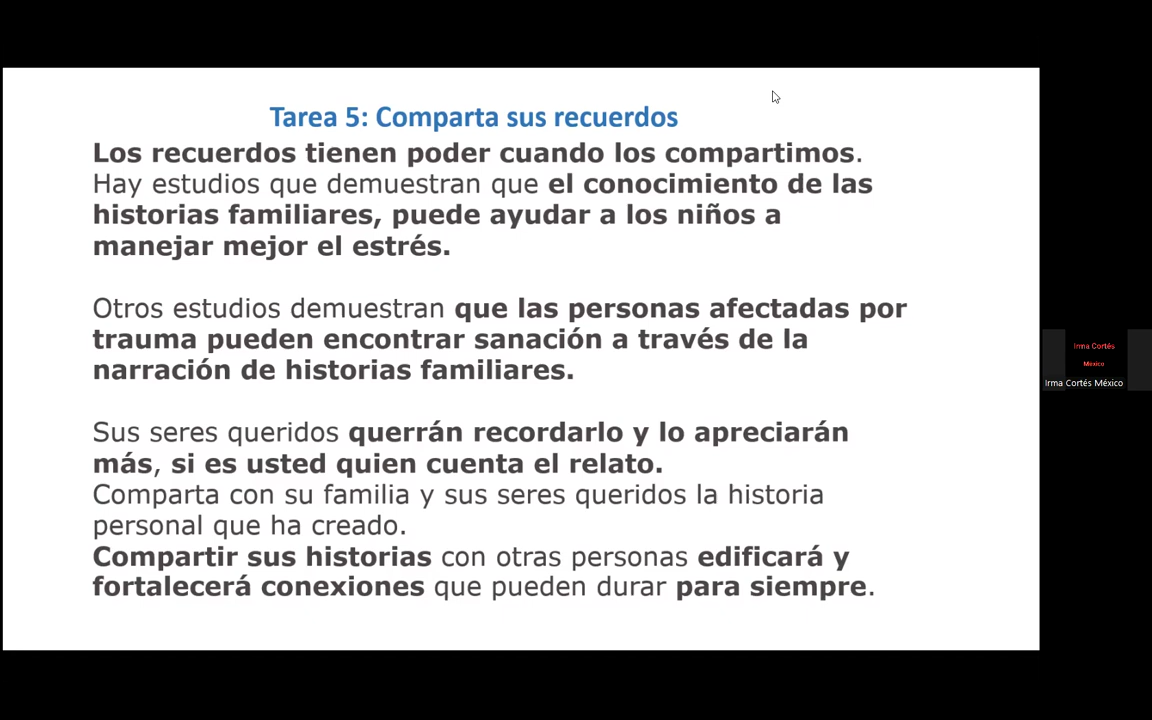 Tarea 5: Comparta sus recuerdos
Los recuerdos tienen poder cuando los compartimos.
Hay estudios que demuestran que el conocimiento de las
historias familiares, puede ayudar a los niños a
manejar mejor el estrés.
Otros estudios demuestran que las personas afectadas por
trauma pueden encontrar sanación a través de la
narración de historias familiares.
Sus seres queridos querrán recordarlo y lo apreciarán
más, si es usted quien cuenta el relato.
Comparta con su familia y sus seres queridos la historia
personal que ha creado.
Compartir sus historias con otras personas edificará y
fortalecerá conexiones que pueden durar para siempre.
Irma Cortés
Mexico
Irma Cortés México